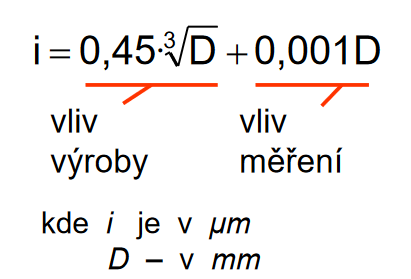 i = 0,45·∛D + 0,001D
vliv výroby
vliv měření
kde i je v µm
D – v mm